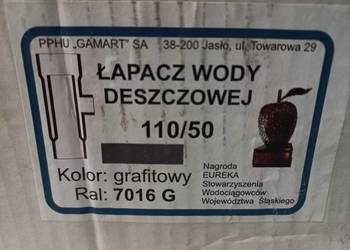 PPHU „GAMART” SA 38-200 Jasło, ul. Towarowa 29
ŁAPACZ WODY
DESZCZOWEJ
110/50
Kolor: grafitowy
Ral: 7016 G
Nagroda
EUREKA
Stowarzyszenia
Wodociągowców
Województwa Śląskiego